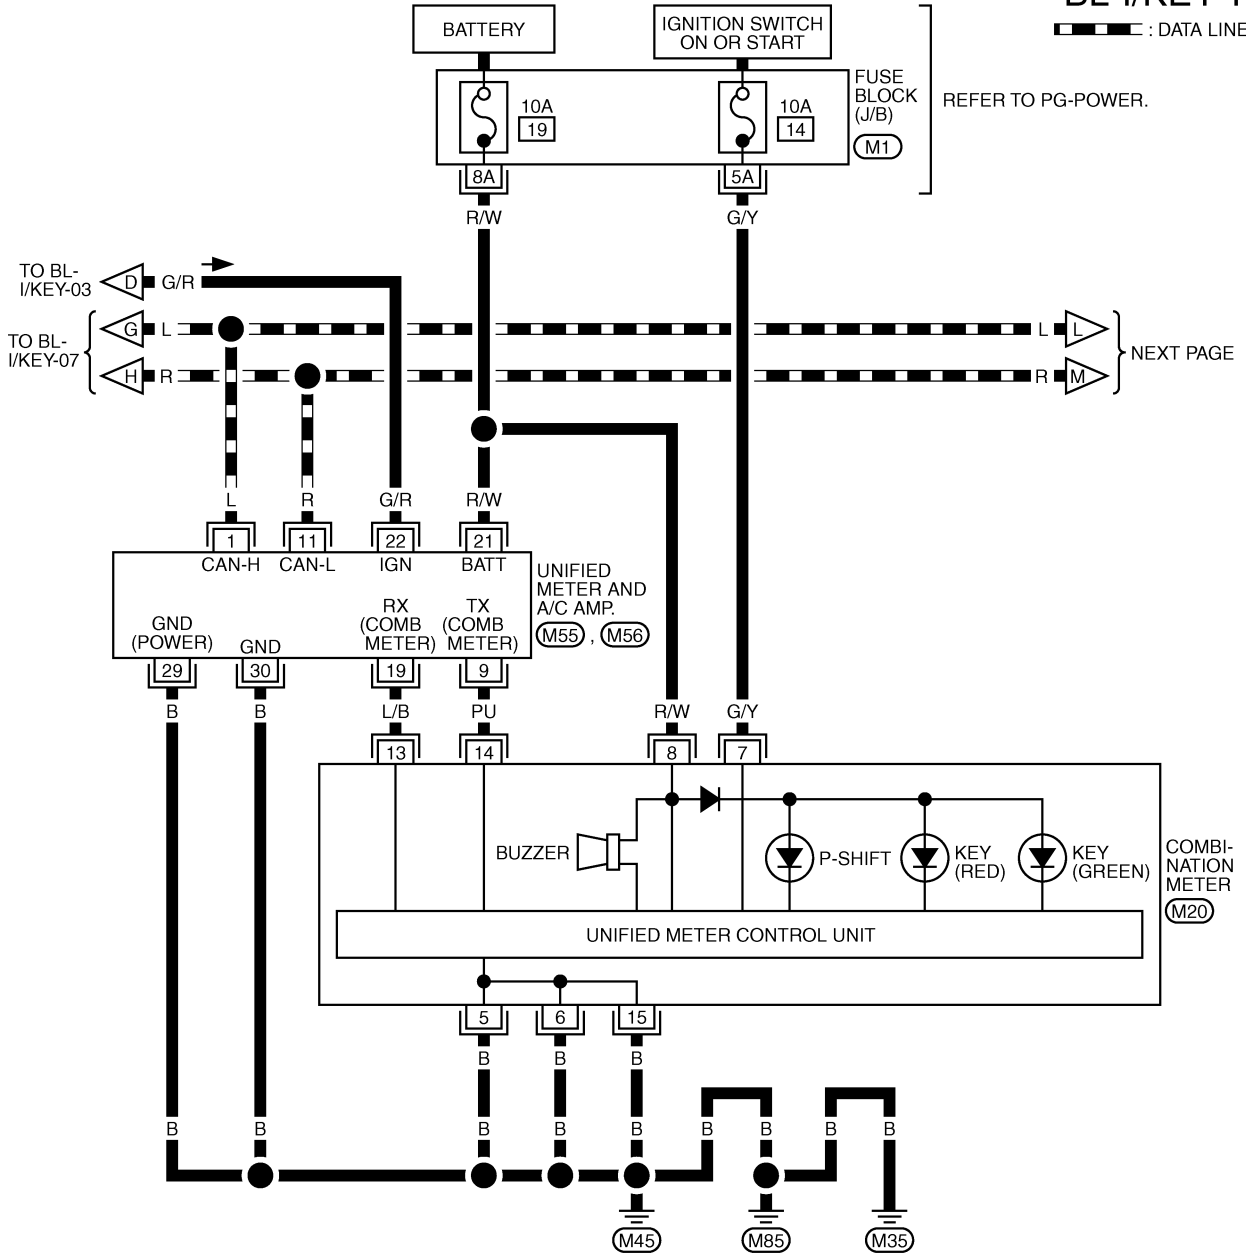 BATTERY
IGNITION SWITCH
ON OR START
: DATA LINE
10A
19
10A
14
FUSE
BLOCK
(J/B)
M1
REFER TO PG-POWER.
8A
5A
R/W
G/Y
TO BL-
I/KEY-03
D
G/R
TO BL-
I/KEY-07
G
L
H
R
L
L
R
M
NEXT PAGE
L
R
G/R
R/W
1
11
22
21
CAN-H
CAN-L
IGN
BATT
UNIFIED
METER AND
A/C AMP.
M55 , M56
GND
(POWER)
GND
RX
(COMB
METER)
TX
(COMB
METER)
29
30
19
9
B
B
L/B
PU
R/W
G/Y
13
14
8
7
BUZZER
P-SHIFT
KEY
(RED)
KEY
(GREEN)
COMBI-
NATION
METER
M20
UNIFIED METER CONTROL UNIT
5
6
15
B
B
B
B
B
B
B
B
B
B
B
B
M45
M85
M35